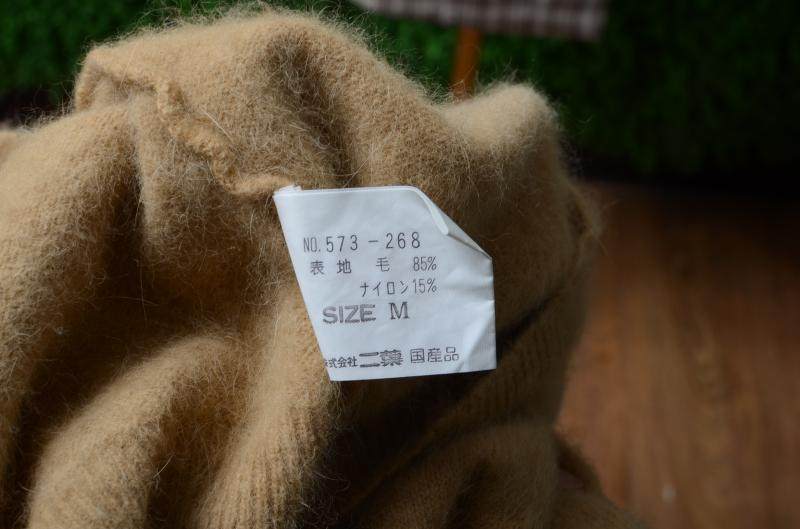 NO.573-268
表地 毛 85%
ナイロン15%
SIZE M
株式会社 二葉 国産品